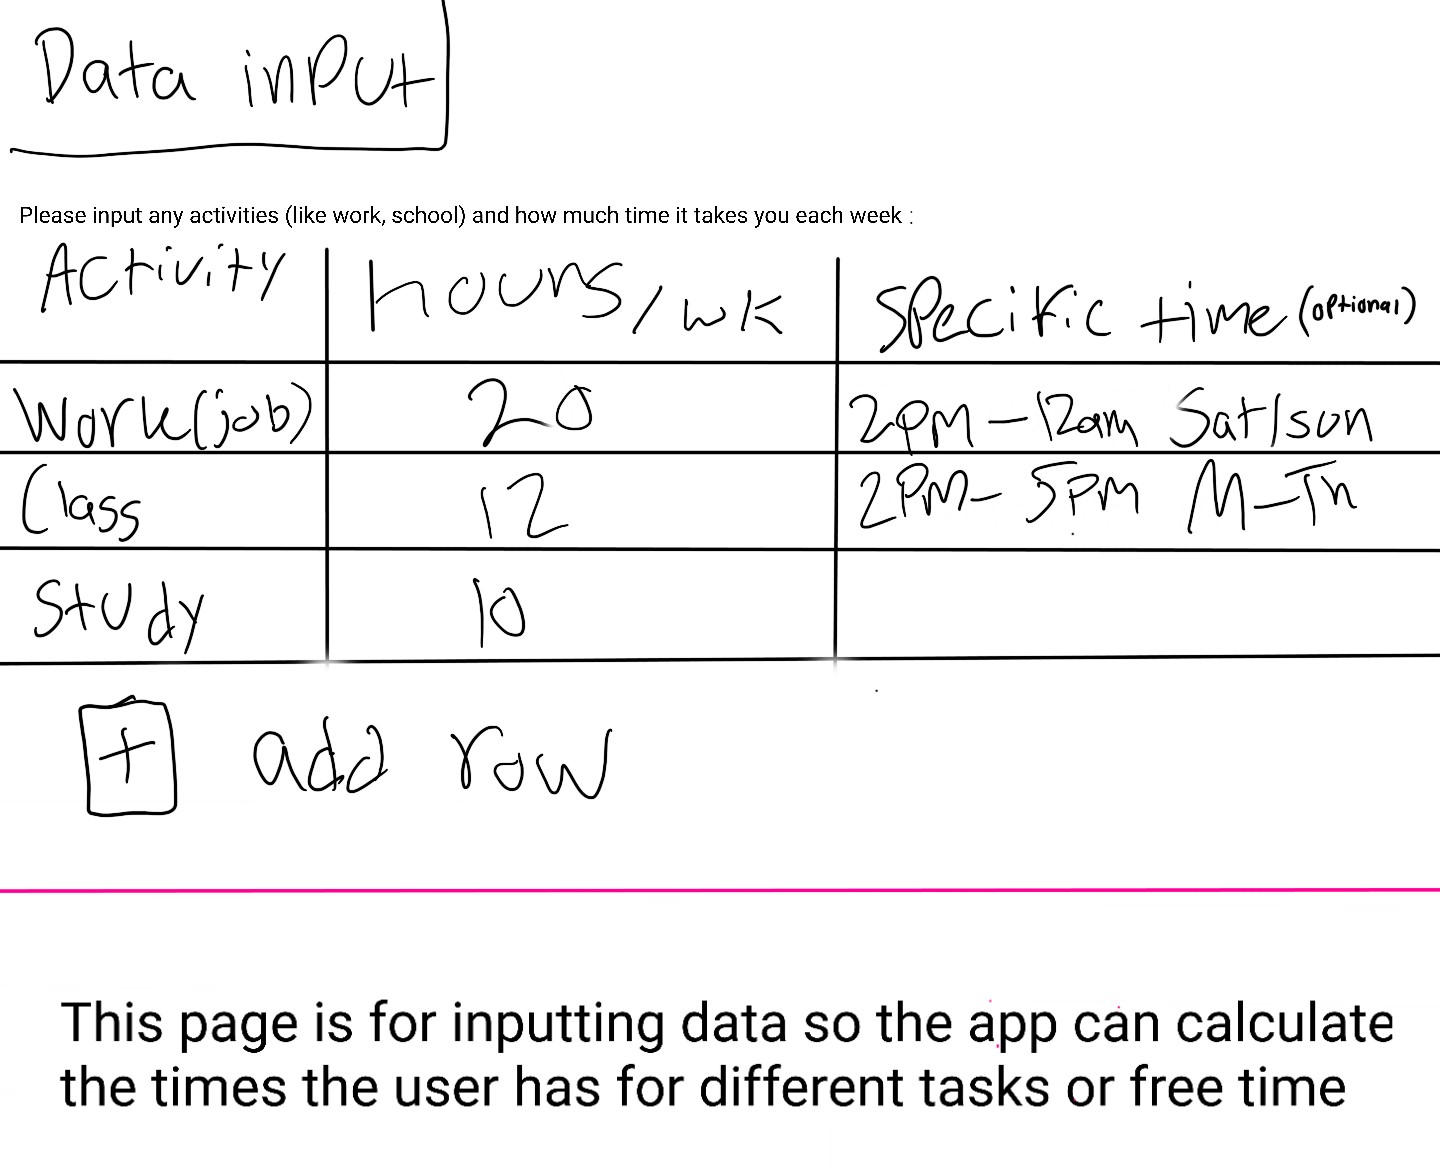 Data input
Please input any activities (like work, school) and how much time it takes you each week :
Activity hours/wk Specific time (optional)
Work(job) 20 2PM-12am Sat/sun
Class 12 2PM-5PM M-Th
Study 10
+ add row
This page is for inputting data so the app can calculate
the times the user has for different tasks or free time